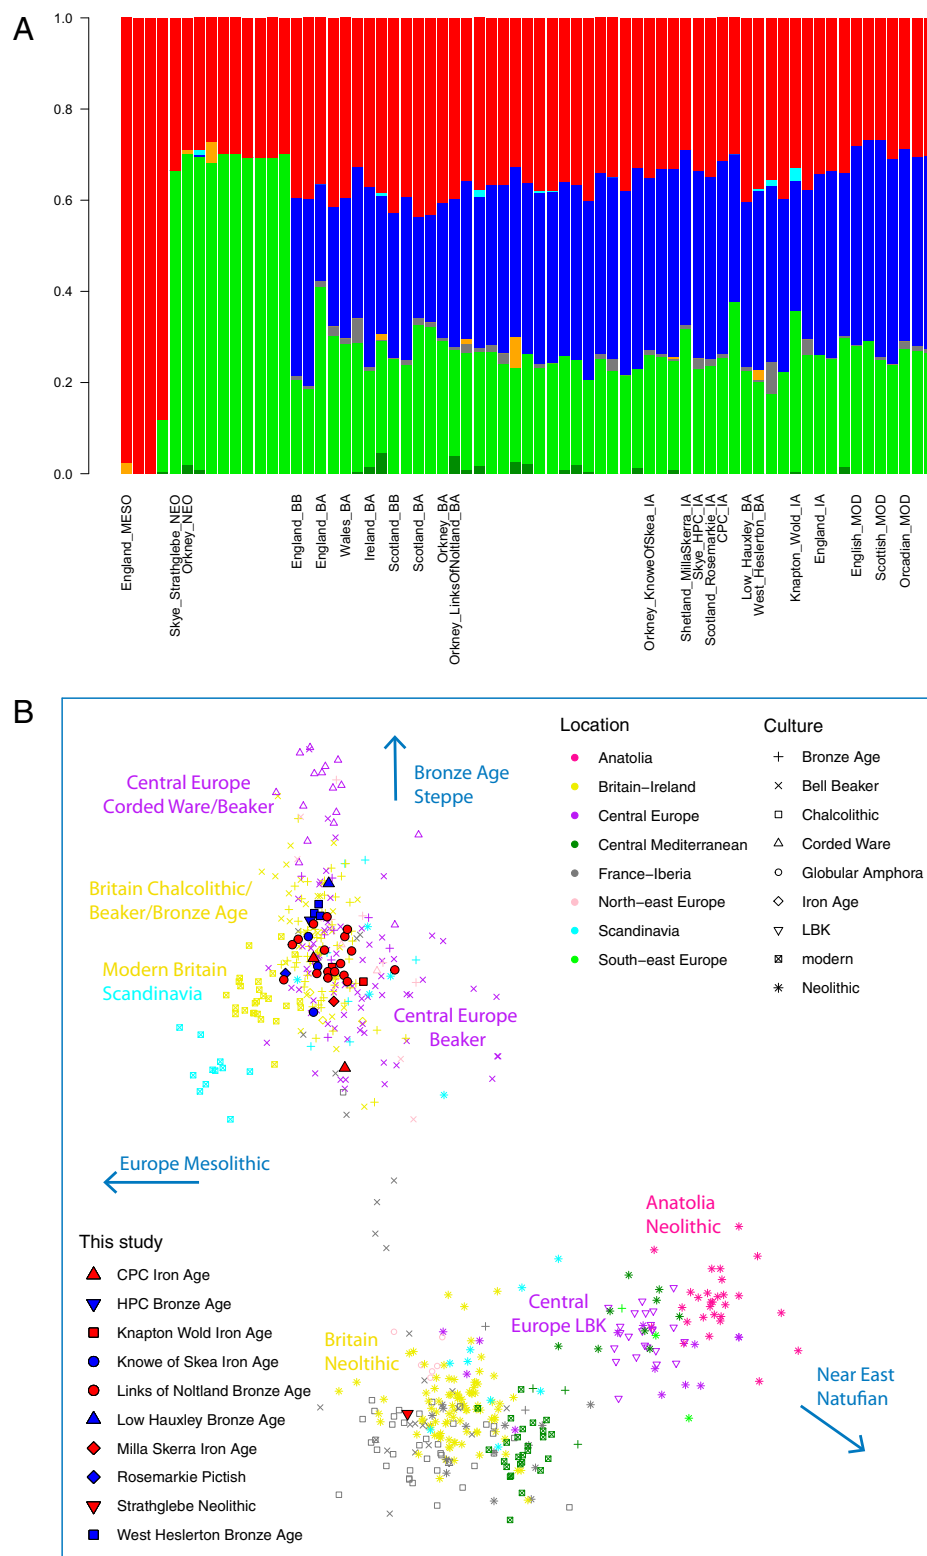 A
1.0
0.8
0.6
0.4
0.2
0.0
England_MESO
Skye_Strathglebe_NEO
Orkney_NEO
England_BB
England_BA
Wales_BA
Ireland_BA
Scotland_BB
Scotland_BA
Orkney_BA
Orkney_LinksOfNoltland_BA
Orkney_KnoweOfSkea_IA
Shetland_MillaSkerra_IA
Skye_HPC_IA
Scotland_Rosemarkie_IA
CPC_IA
Low_Hauxley_BA
West_Heslerton_BA
Knapton_Wold_IA
England_IA
English_MOD
Scottish_MOD
Orcadian_MOD
B
Location
Anatolia
Britain–Ireland
Central Europe
Central Mediterranean
France–Iberia
North–east Europe
Scandinavia
South–east Europe
Culture
Bronze Age
Bell Beaker
Chalcolithic
Corded Ware
Globular Amphora
Iron Age
LBK
modern
Neolithic
Central Europe
Corded Ware/Beaker
Bronze Age
Steppe
Britain Chalcolithic/
Beaker/Bronze Age
Modern Britain
Scandinavia
Central Europe
Beaker
Europe Mesolithic
Anatolia
Neolithic
Central
Europe LBK
Britain
Neoltihic
Near East
Natufian
This study
CPC Iron Age
HPC Bronze Age
Knapton Wold Iron Age
Knowe of Skea Iron Age
Links of Noltland Bronze Age
Low Hauxley Bronze Age
Milla Skerra Iron Age
Rosemarkie Pictish
Strathglebe Neolithic
West Heslerton Bronze Age